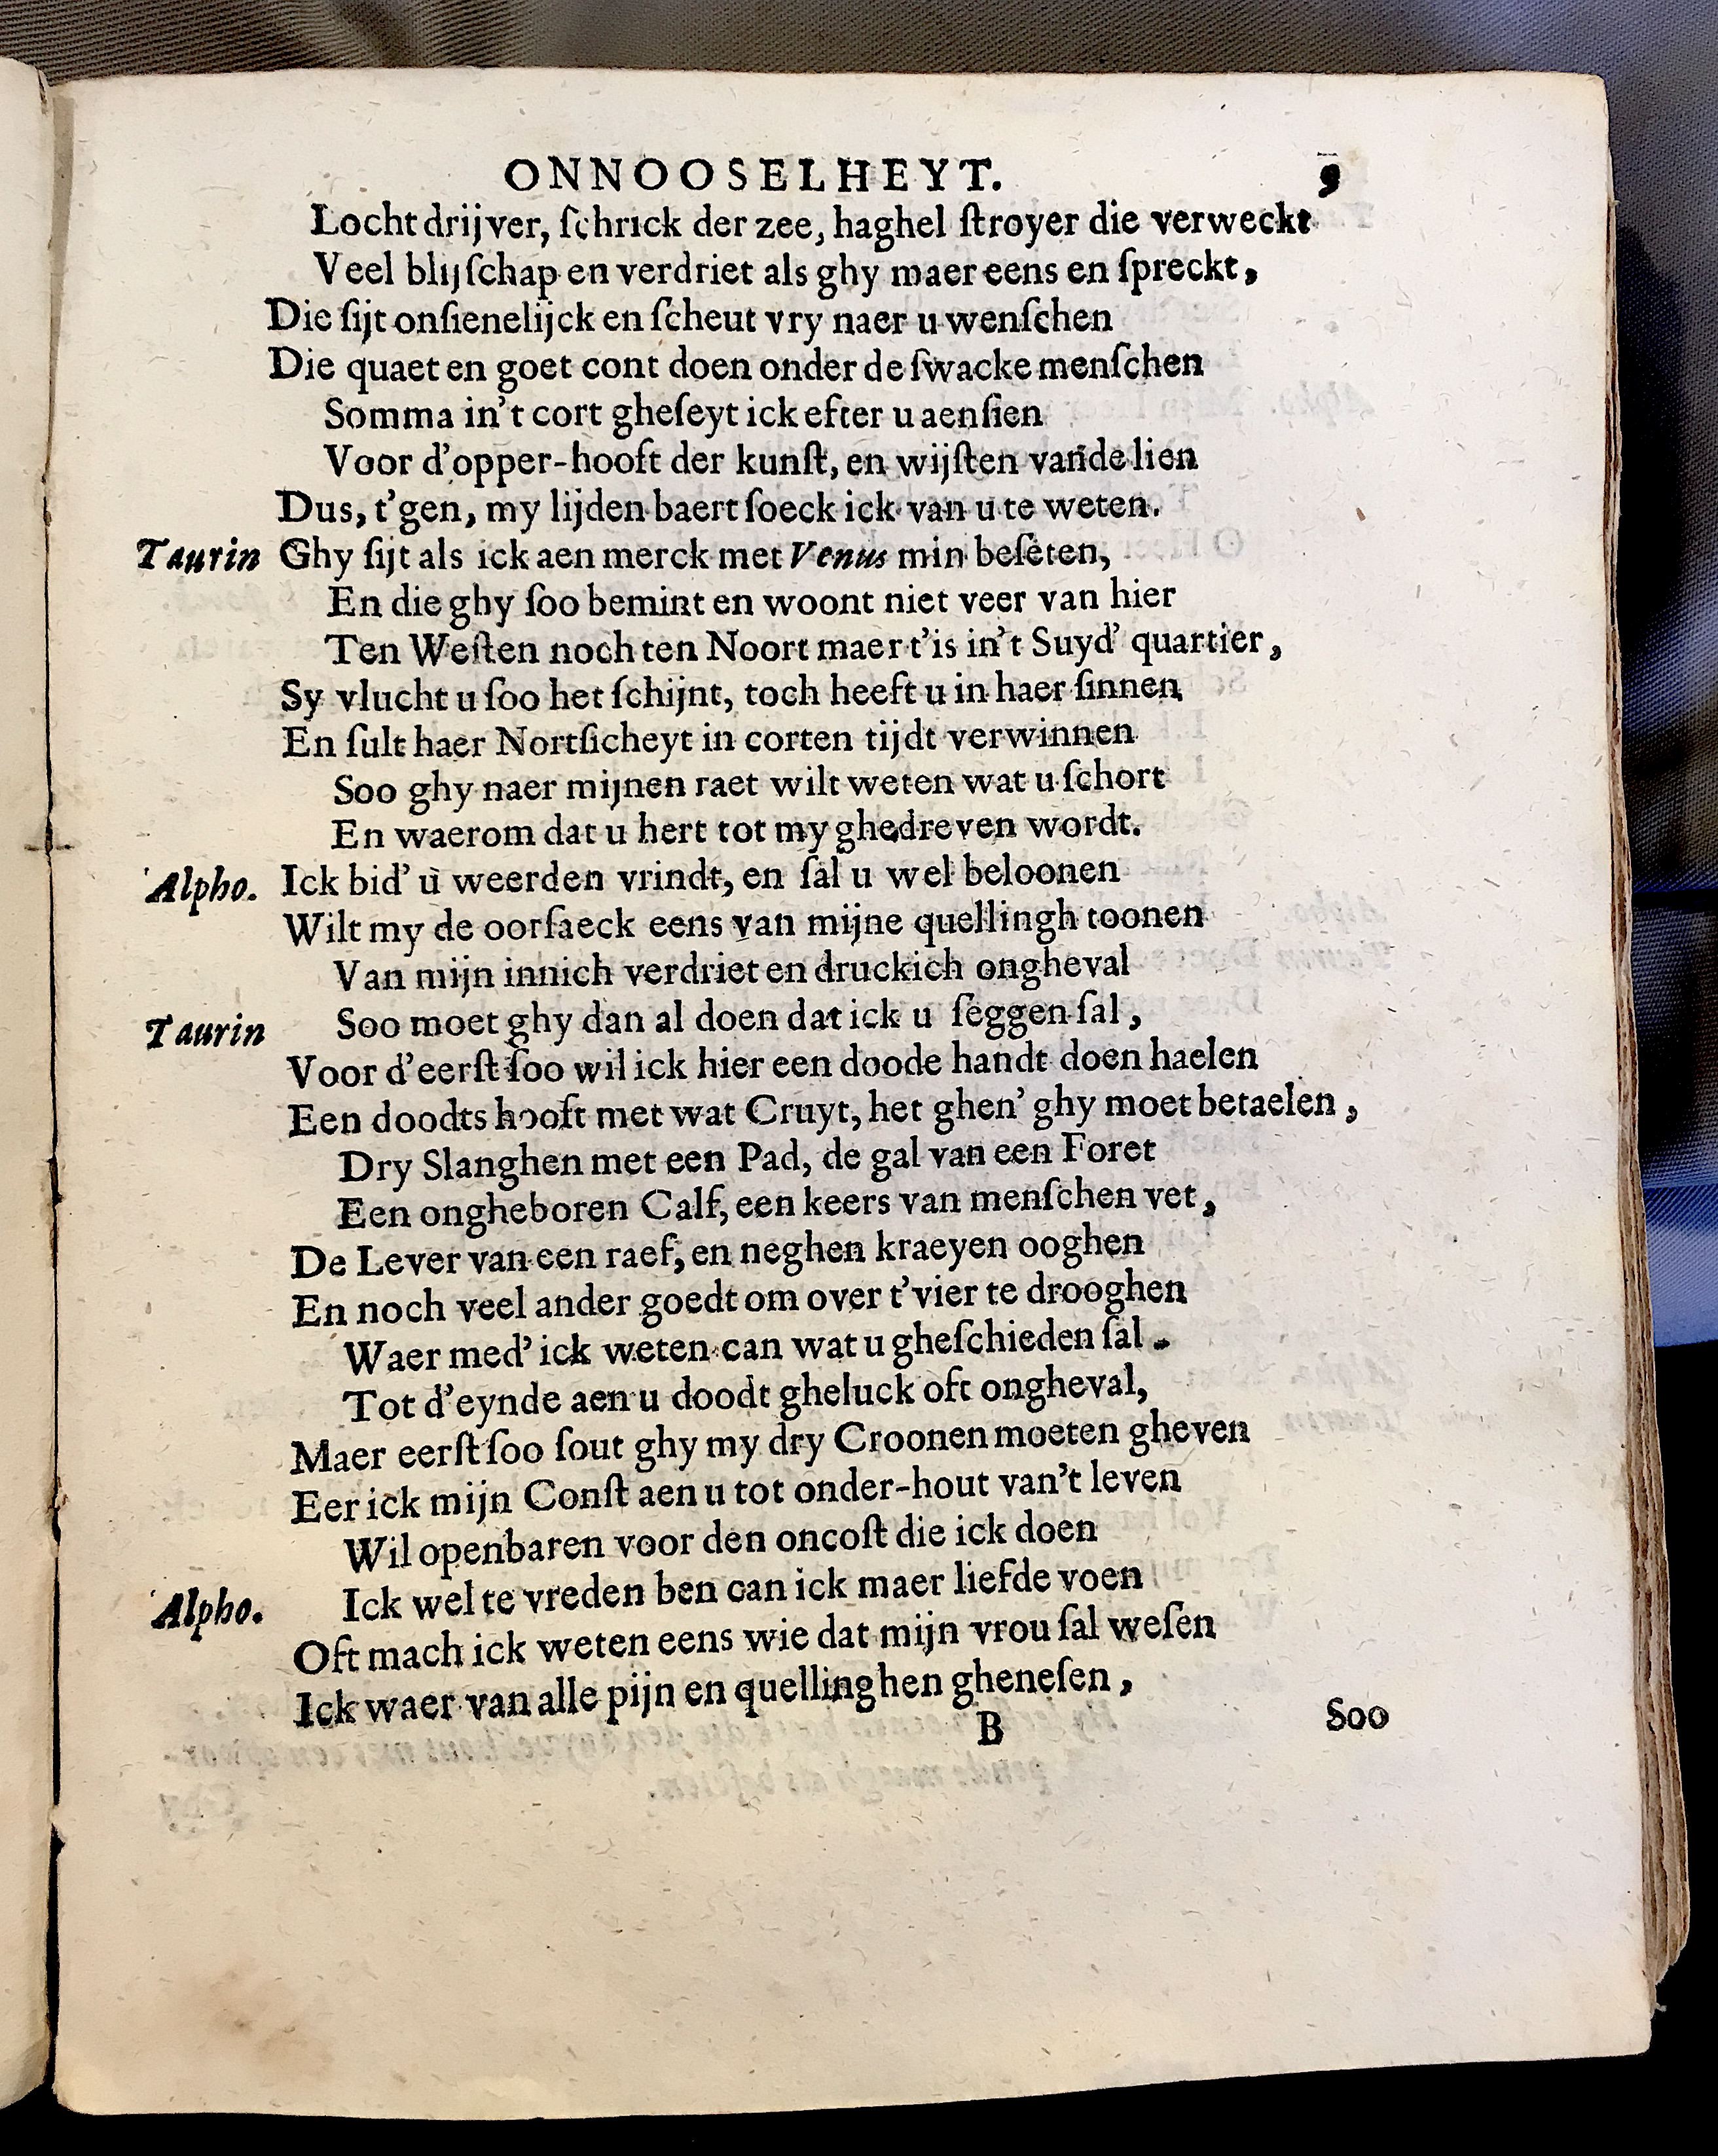 ONNOOSELHEYT. 9
Locht drijver, ſchrick der zee, haghel ſtroyer die verweckt
Veel blijſchap en verdriet als ghy maer eens en ſpreckt,
Die ſijt onſienelijck en ſcheut vry naer u wenſchen
Die quaet en goet cont doen onder de ſwacke menſchen
Somma in't cort gheſeyt ick efter u aenſien
Voor d'opper-hooft der kunſt, en wijſten vande lien
Dus, t'gen, my lijden baert ſoeck ick van u te weten.
Taurin Ghy ſijt als ick aen merck met Venus min beſeten,
En die ghy ſoo bemint en woont niet veer van hier
Ten Weſten noch ten Noort maer t'is in't Suyd' quartier,
Sy vlucht u ſoo het ſchijnt, toch heeft u in haer ſinnen
En ſult haer Nortſicheyt in corten tijdt verwinnen
Soo ghy naer mijnen raet wilt weten wat u ſchort
En waerom dat u hert tot my ghedreven wordt.
Alpho. Ick bid' u weerden vrindt, en ſal u wel beloonen
Wilt my de oorſaeck eens van mijne quellingh toonen
Van mijn innich verdriet en druckich ongheval
Taurin Soo moet ghy dan al doen dat ick u ſeggen ſal,
Voor d'eerſt ſoo wil ick hier een doode handt doen haelen
Een doodts hooft met wat Cruyt, het ghen' ghy moet betaelen,
Dry Slanghen met een Pad, de gal van een Foret
Een ongheboren Calf, een keers van menſchen vet,
De Lever van een raef, en neghen kraeyen ooghen
En noch veel ander goedt om over t'vier te drooghen
Waer med' ick weten can wat u gheſchieden ſal.
Tot d'eynde aen u doodt gheluck oft ongheval,
Maer eerſt ſoo ſout ghy my dry Croonen moeten gheven
Eer ick mijn Conſt aen u tot onder-hout van't leven
Wil openbaren voor den oncoſt die ick doen
Alpho. Ick wel te vreden ben can ick maer liefde voen
Oft mach ick weten eens wie dat mijn vrou ſal weſen
Ick waer van alle pijn en quellinghen gheneſen,
B Soo